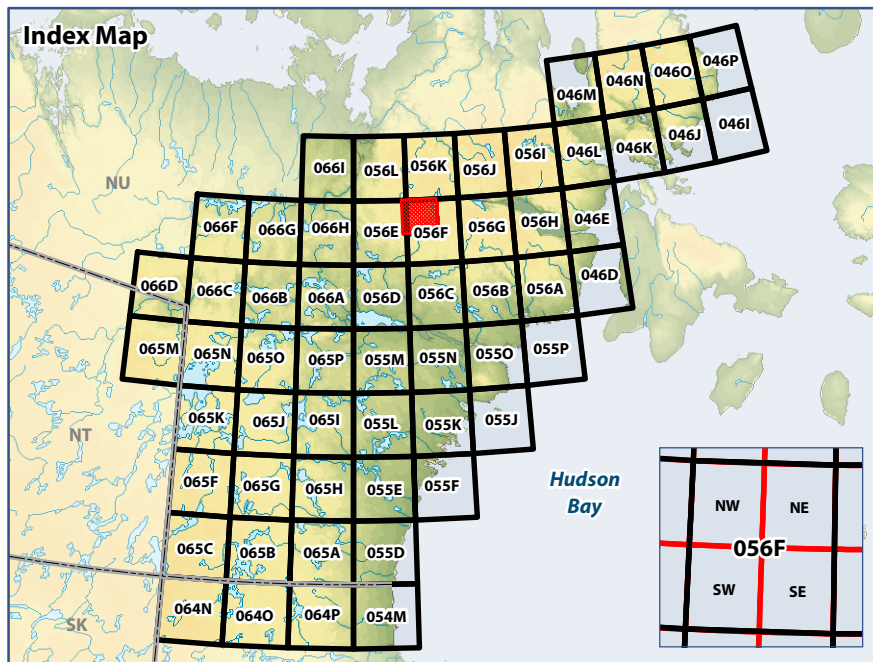 Index Map
046M 046N 046O 046P
066I 056L 056K 056J 056I 046L 046K 046J 046I
NU
066F 066G 066H 056E 056F 056G 056H 046E
066D 066C 066B 066A 056D 056C 056B 056A 046D
065M 065N 065O 065P 055M 055N 055O 055P
NT
065K 065J 065I 055L 055K 055J
065F 065G 065H 055E 055F
Hudson
Bay
065C 065B 065A 055D
064N 064O 064P 054M
SK
NW NE
056F
SW SE